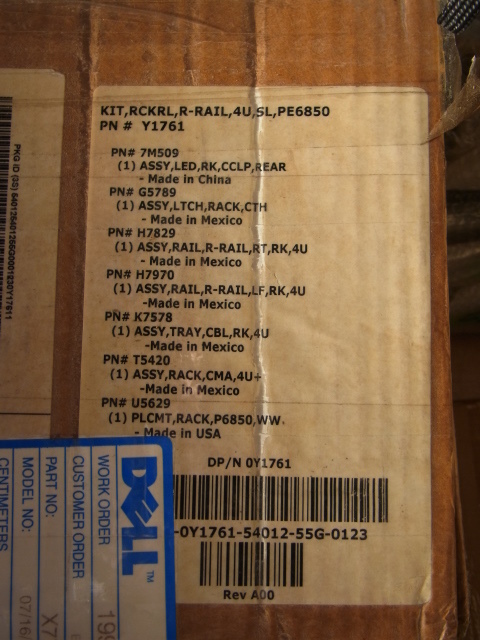 KIT,RCKRL,R-RAIL,4U,SL,PE6850
PN # Y1761
PN# 7M509
(1) ASSY,LED,RK,CCLP,REAR
- Made in China
PN# G5789
(1) ASSY,LTCH,RACK,CTH
- Made in Mexico
PN# H7829
(1) ASSY,RAIL,R-RAIL,RT,RK,4U
- Made in Mexico
PN# H7970
(1) ASSY,RAIL,R-RAIL,LF,RK,4U
-Made in Mexico
PN# K7578
(1) ASSY,TRAY,CBL,RK,4U
-Made in Mexico
PN# T5420
(1) ASSY,RACK,CMA,4U+
-Made in Mexico
PN# U5629
(1) PLCMT,RACK,P6850,WW.
- Made in USA
DP/N 0Y1761
-0Y1761-54012-55G-0123
Rev A00
DELL™
WORK ORDER
CUSTOMER ORDER
PART NO:
X7
MODEL NO:
07/16
CENTIMETERS